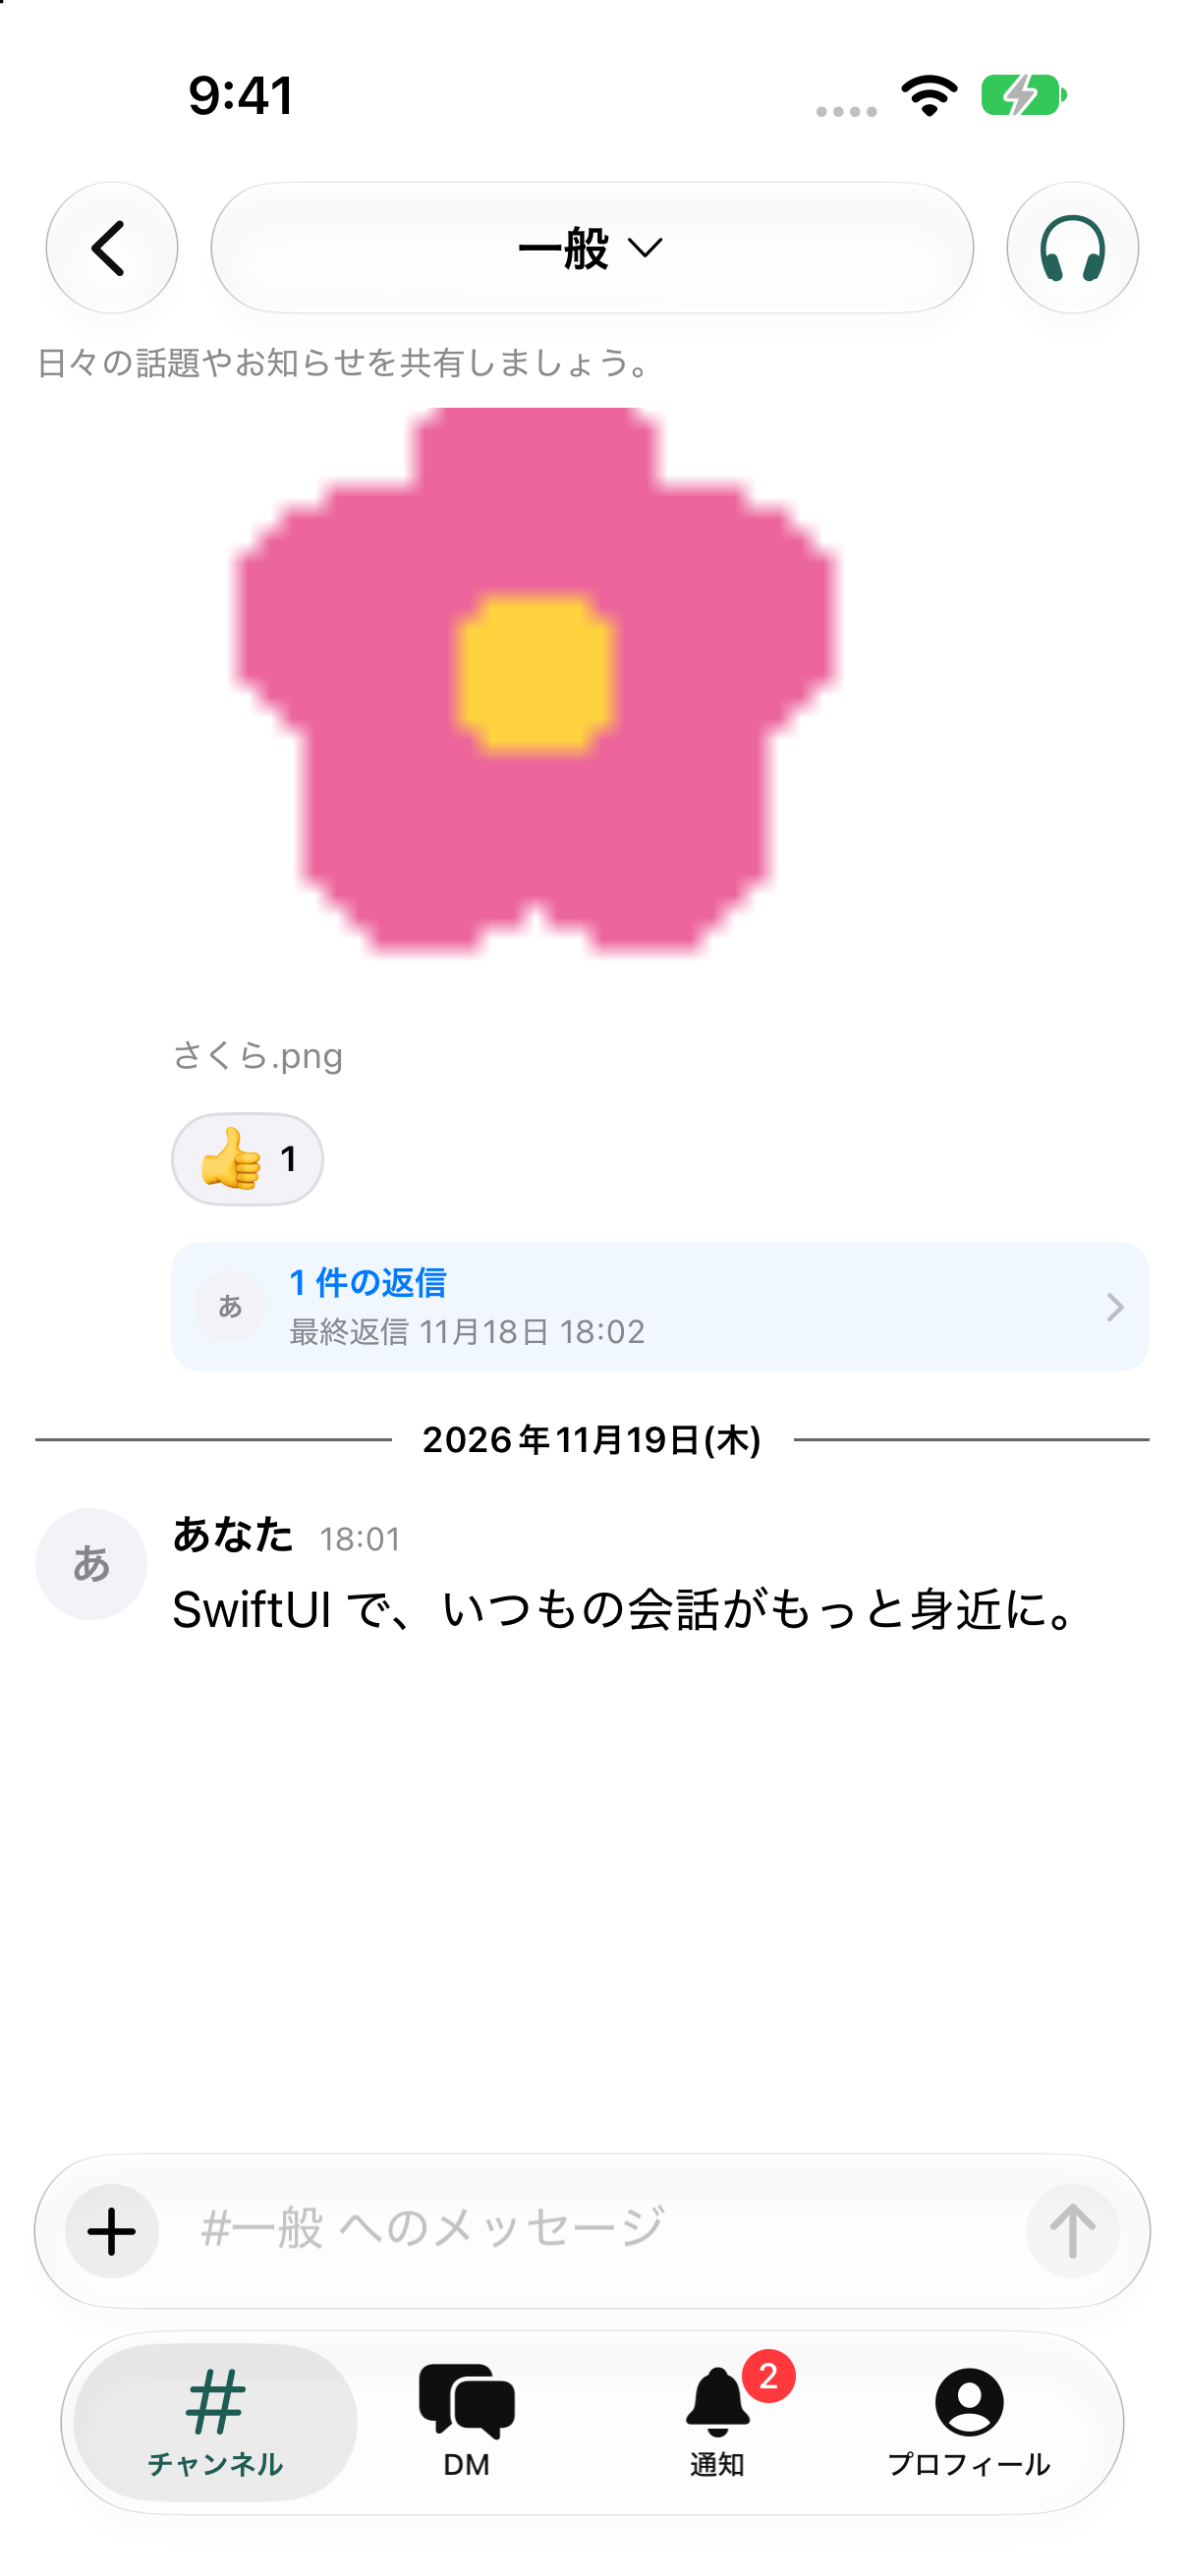 9:41
一般
日々の話題やお知らせを共有しましょう。
さくら.png
👍 1
あ
1 件の返信
最終返信 11月18日 18:02
2026年11月19日(木)
あ
あなた 18:01
SwiftUI で、いつもの会話がもっと身近に。
#一般 へのメッセージ
2
チャンネル DM 通知 プロフィール